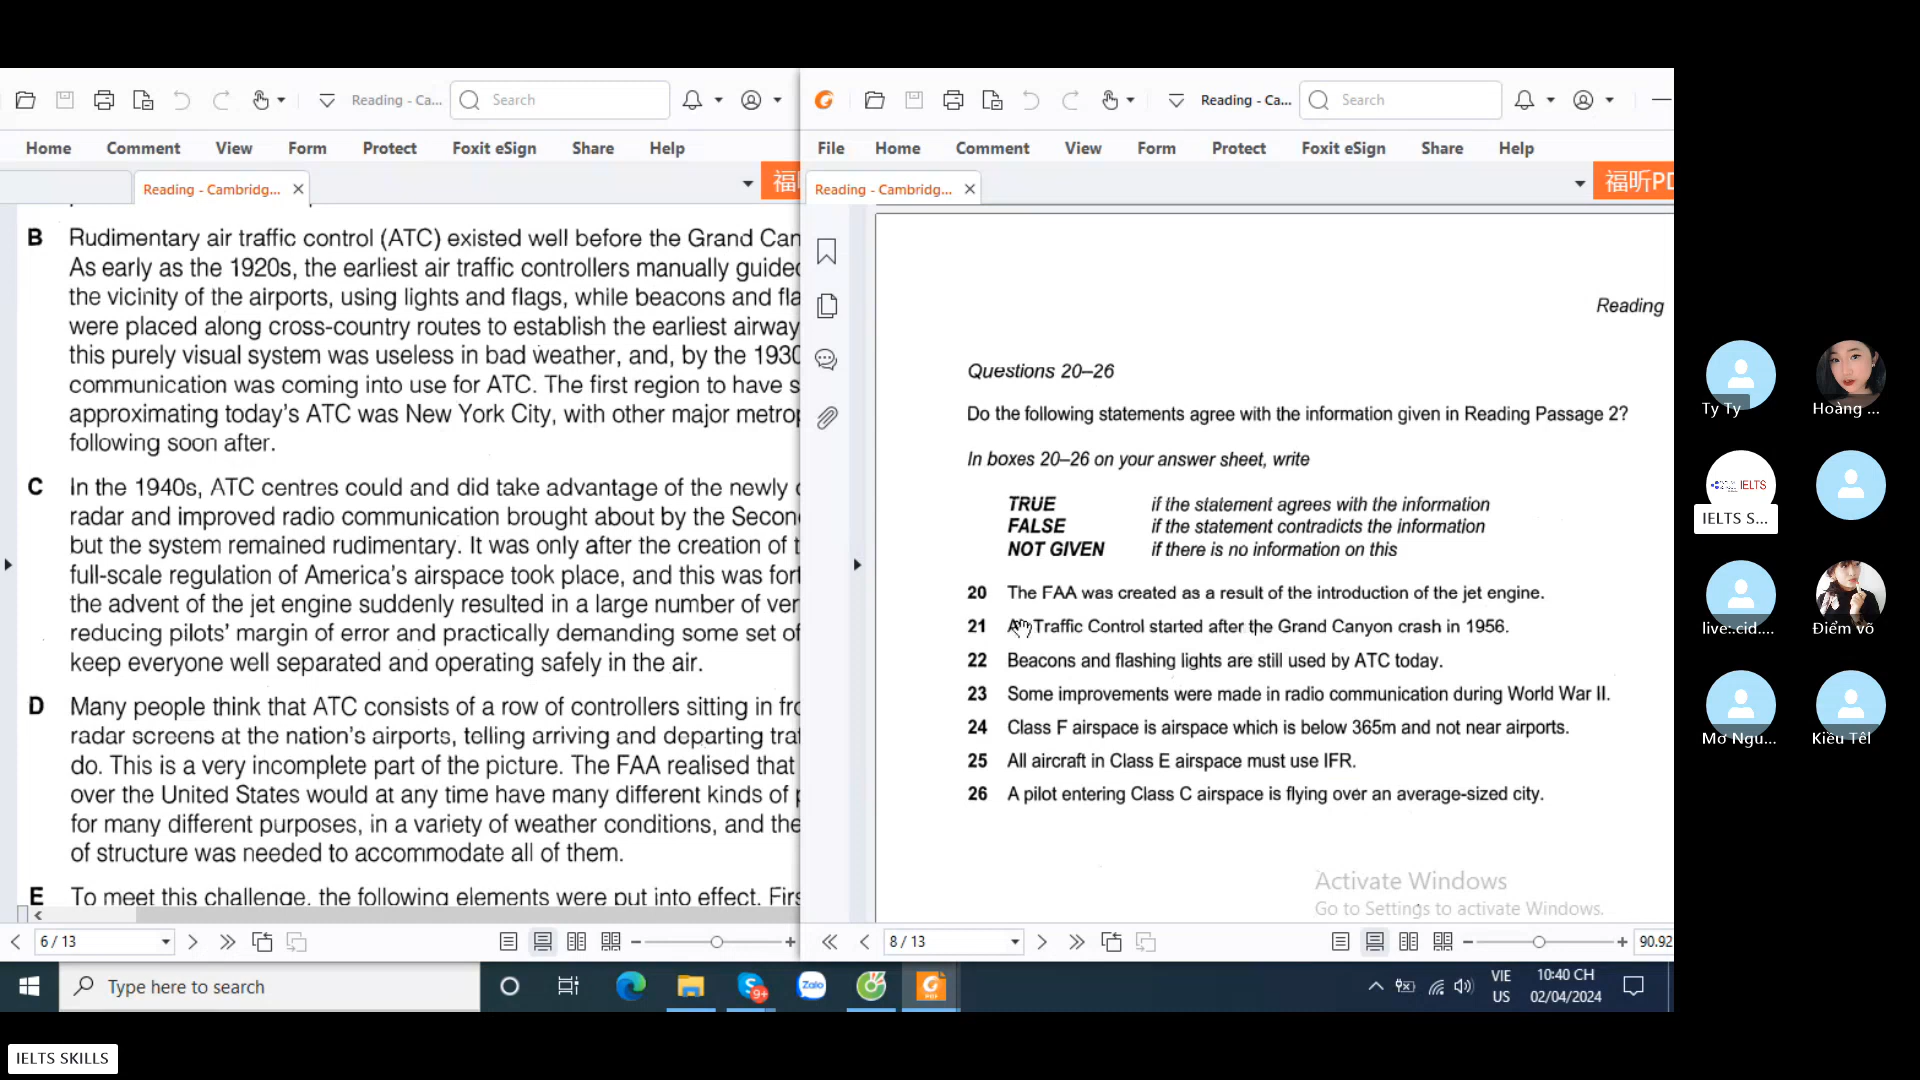 Reading - Ca...
Search
Home Comment View Form Protect Foxit eSign Share Help
Reading - Cambridg...
B Rudimentary air traffic control (ATC) existed well before the Grand Can
As early as the 1920s, the earliest air traffic controllers manually guided
the vicinity of the airports, using lights and flags, while beacons and fla
were placed along cross-country routes to establish the earliest airway
this purely visual system was useless in bad weather, and, by the 1930
communication was coming into use for ATC. The first region to have s
approximating today's ATC was New York City, with other major metrop
following soon after.
C In the 1940s, ATC centres could and did take advantage of the newly
radar and improved radio communication brought about by the Secon
but the system remained rudimentary. It was only after the creation of t
full-scale regulation of America's airspace took place, and this was fort
the advent of the jet engine suddenly resulted in a large number of ver
reducing pilots' margin of error and practically demanding some set of
keep everyone well separated and operating safely in the air.
D Many people think that ATC consists of a row of controllers sitting in fro
radar screens at the nation's airports, telling arriving and departing traf
do. This is a very incomplete part of the picture. The FAA realised that
over the United States would at any time have many different kinds of p
for many different purposes, in a variety of weather conditions, and the
of structure was needed to accommodate all of them.
E To meet this challenge, the following elements were put into effect. Firs
6 / 13
Reading - Ca...
Search
File Home Comment View Form Protect Foxit eSign Share Help
Reading - Cambridg...
福昕PD
Reading
Questions 20–26
Do the following statements agree with the information given in Reading Passage 2?
In boxes 20–26 on your answer sheet, write
TRUE if the statement agrees with the information
FALSE if the statement contradicts the information
NOT GIVEN if there is no information on this
20 The FAA was created as a result of the introduction of the jet engine.
21 Traffic Control started after the Grand Canyon crash in 1956.
22 Beacons and flashing lights are still used by ATC today.
23 Some improvements were made in radio communication during World War II.
24 Class F airspace is airspace which is below 365m and not near airports.
25 All aircraft in Class E airspace must use IFR.
26 A pilot entering Class C airspace is flying over an average-sized city.
Activate Windows
Go to Settings to activate Windows.
8 / 13
90.92
Type here to search
Zalo
9+
VIE
US
10:40 CH
02/04/2024
Ty Ty
Hoàng ...
IELTS
IELTS S...
live:.cid....
Điểm võ
Mơ Ngu...
Kiều Têl
IELTS SKILLS